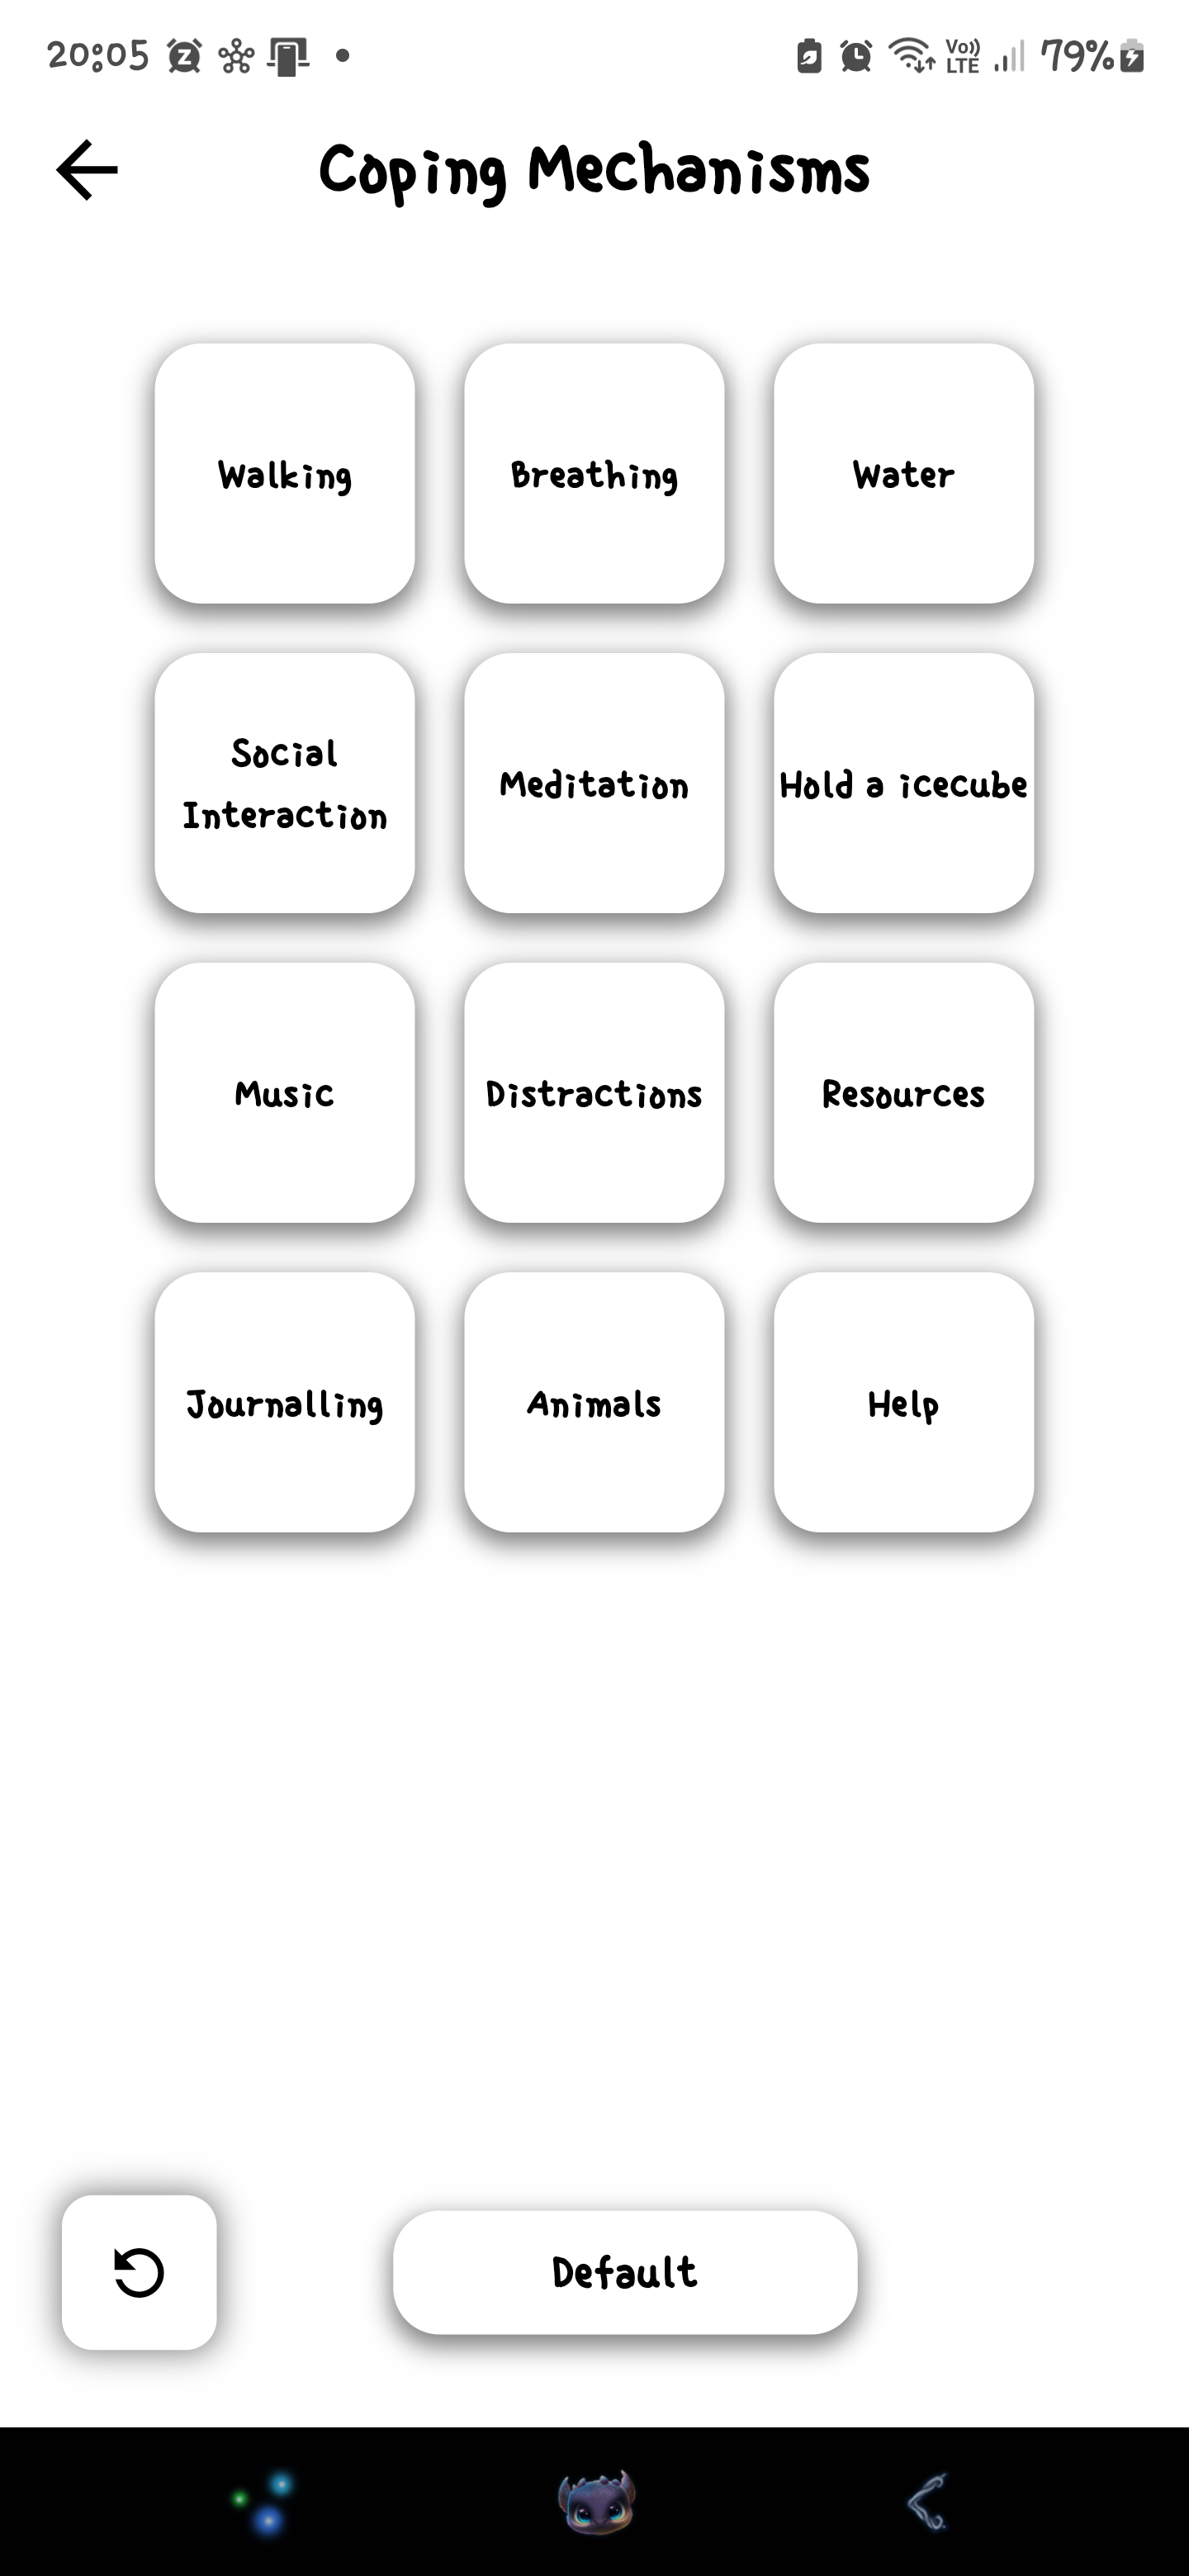 20:05
Vo)) LTE
79%
Coping Mechanisms
Walking
Breathing
Water
Social
Interaction
Meditation
Hold a icecube
Music
Distractions
Resources
Journalling
Animals
Help
Default